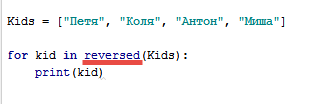 Kids = ["Петя", "Коля", "Антон", "Миша"]
for kid in reversed(Kids):
    print(kid)